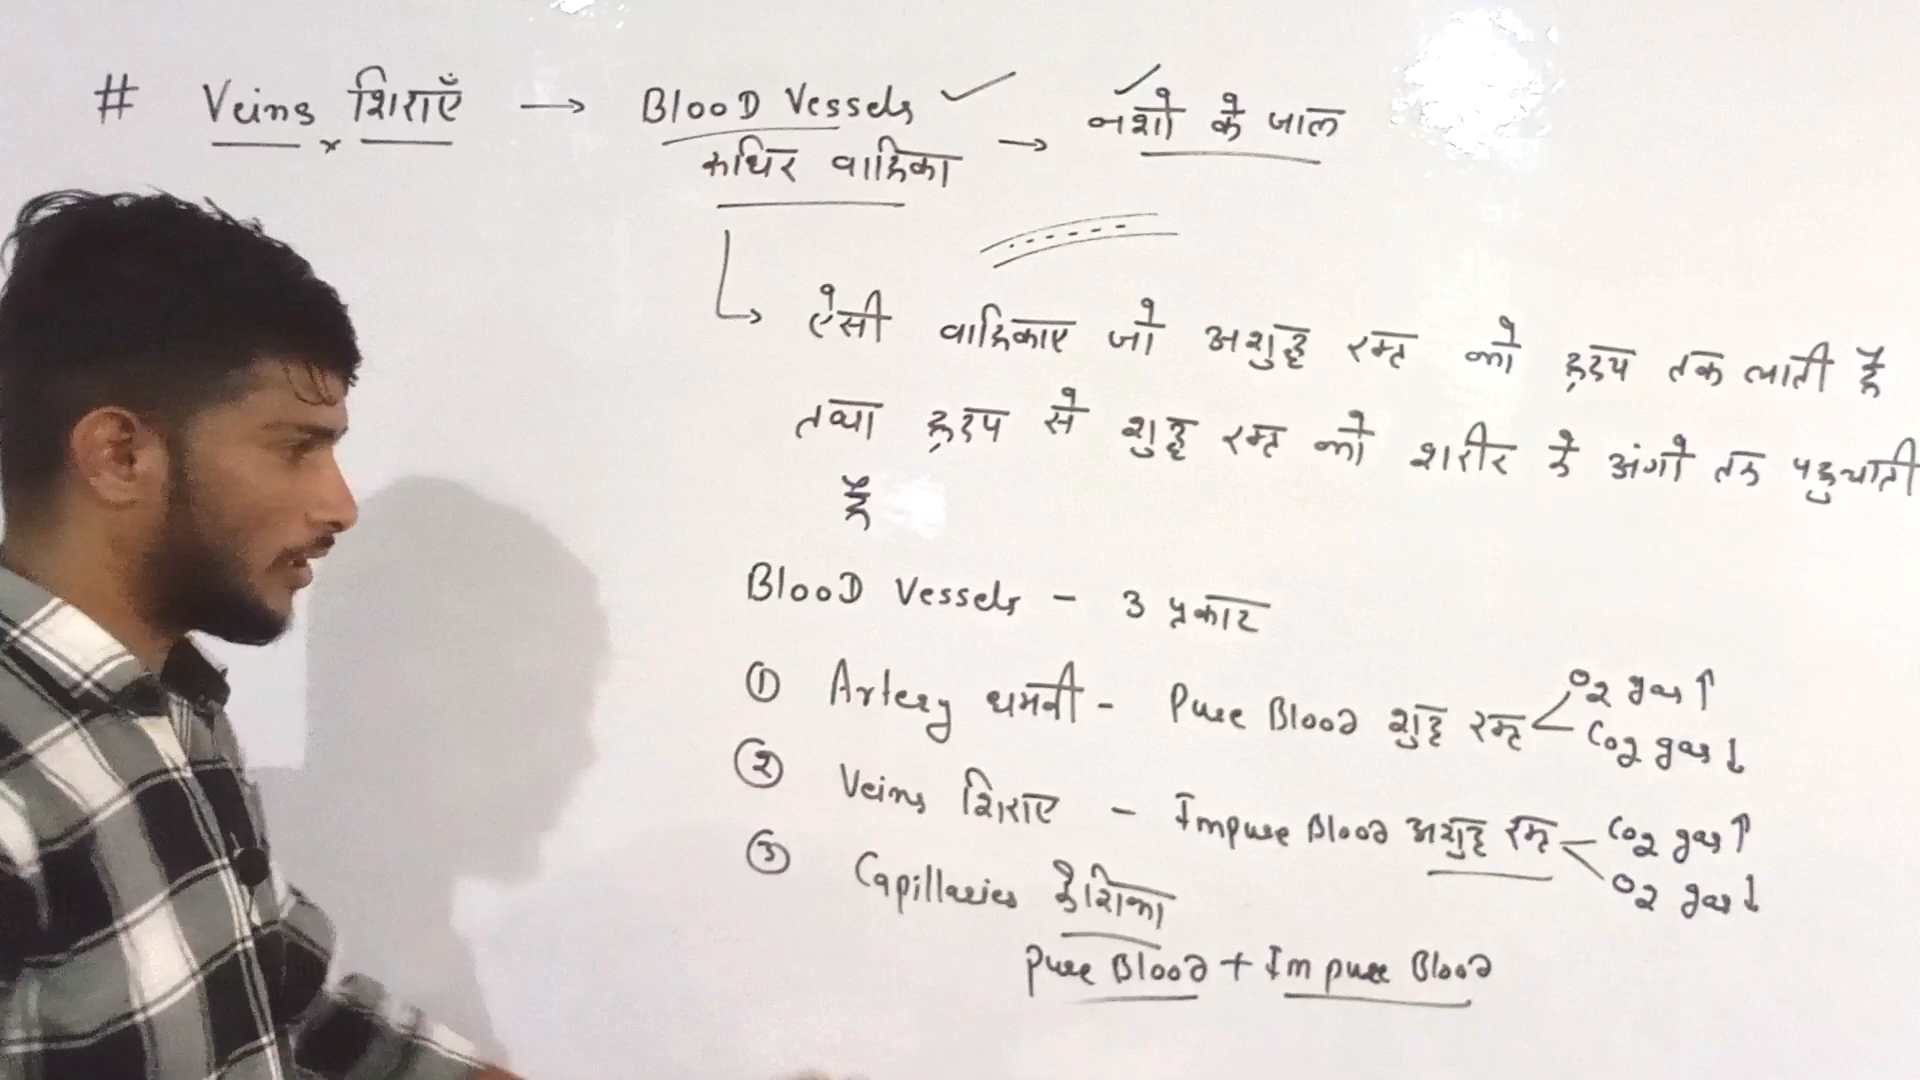 # Veins शिराएँ → BlooD Vessels ✓ → नशो के जाल
रूधिर वाहिका
ऐसी वाहिकाए जो अशुद्ध रक्त को ह्रदय तक लाती है
तथा ह्रदय से शुद्ध रक्त को शरीर के अंगो तक पहुचाती
है
BlooD Vessels - 3 प्रकार
① Artery धमनी - Pure Blood शुद्ध रक्त O2 gas ↑
CO2 gas ↓
② Veins शिराए - Impure Blood अशुद्ध रक्त CO2 gas ↑
O2 gas ↓
③ Capillaries केशिका
Pure Blood + Impure Blood